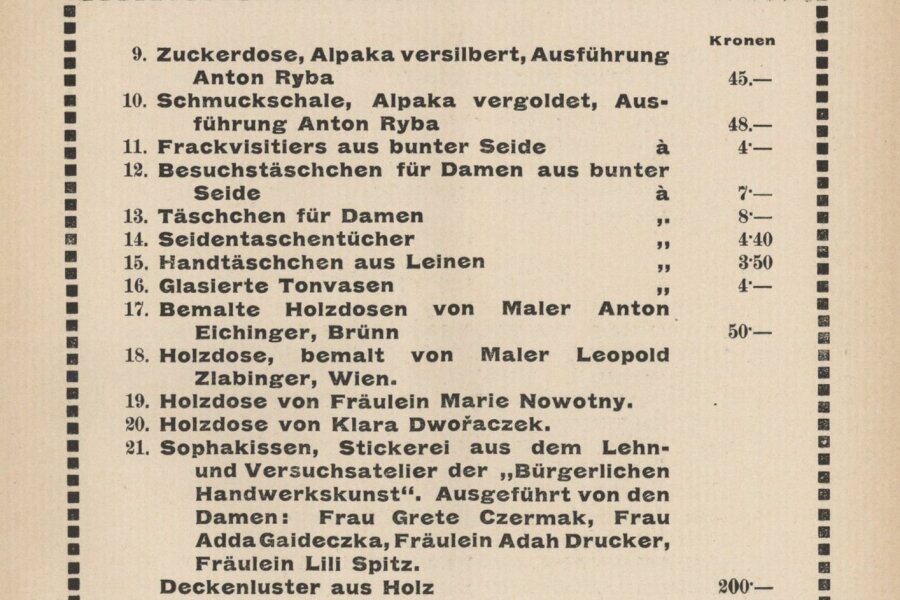 Kronen
9. Zuckerdose, Alpaka versilbert, Ausführung
Anton Ryba 45.—
10. Schmuckschale, Alpaka vergoldet, Aus-
führung Anton Ryba 48.—
11. Frackvisitiers aus bunter Seide à 4·—
12. Besuchstäschchen für Damen aus bunter
Seide à 7·—
13. Täschchen für Damen „ 8·—
14. Seidentaschentücher „ 4·40
15. Handtäschchen aus Leinen „ 3·50
16. Glasierte Tonvasen „ 4·—
17. Bemalte Holzdosen von Maler Anton
Eichinger, Brünn 50·—
18. Holzdose, bemalt von Maler Leopold
Zlabinger, Wien.
19. Holzdose von Fräulein Marie Nowotny.
20. Holzdose von Klara Dwořaczek.
21. Sophakissen, Stickerei aus dem Lehn-
und Versuchsatelier der „Bürgerlichen
Handwerkskunst“. Ausgeführt von den
Damen: Frau Grete Czermak, Frau
Adda Gaideczka, Fräulein Adah Drucker,
Fräulein Lili Spitz.
Deckenluster aus Holz 200·—